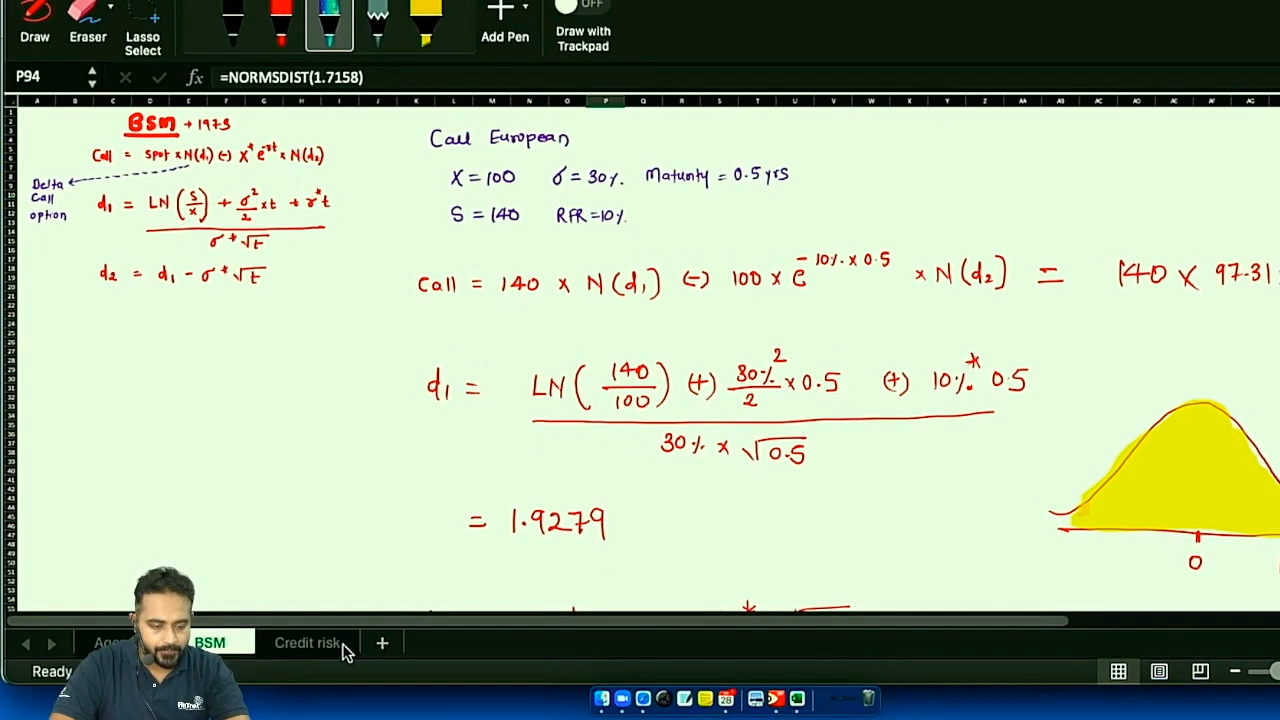 OFF
Draw
Eraser
Lasso
Select
Add Pen
Draw with
Trackpad
P94
fx =NORMSDIST(1.7158)
BSM → 1973
Call = Spot × N(d₁) (-) X * e^-rt × N(d₂)
Delta
Call
option
d₁ = LN (S/X) + σ²/2 × t + r * t
σ * √t
d₂ = d₁ - σ * √t
Call European
X = 100 σ = 30%. Maturity = 0.5 yrs
S = 140 RFR = 10%.
Call = 140 × N(d₁) (-) 100 × e^-10% × 0.5 × N(d₂) = 140 × 97.31
d₁ = LN (140/100) (+) 30%²/2 × 0.5 (+) 10% * 0.5
30% × √0.5
= 1.9279
0
BSM
Credit risk
+
Ready